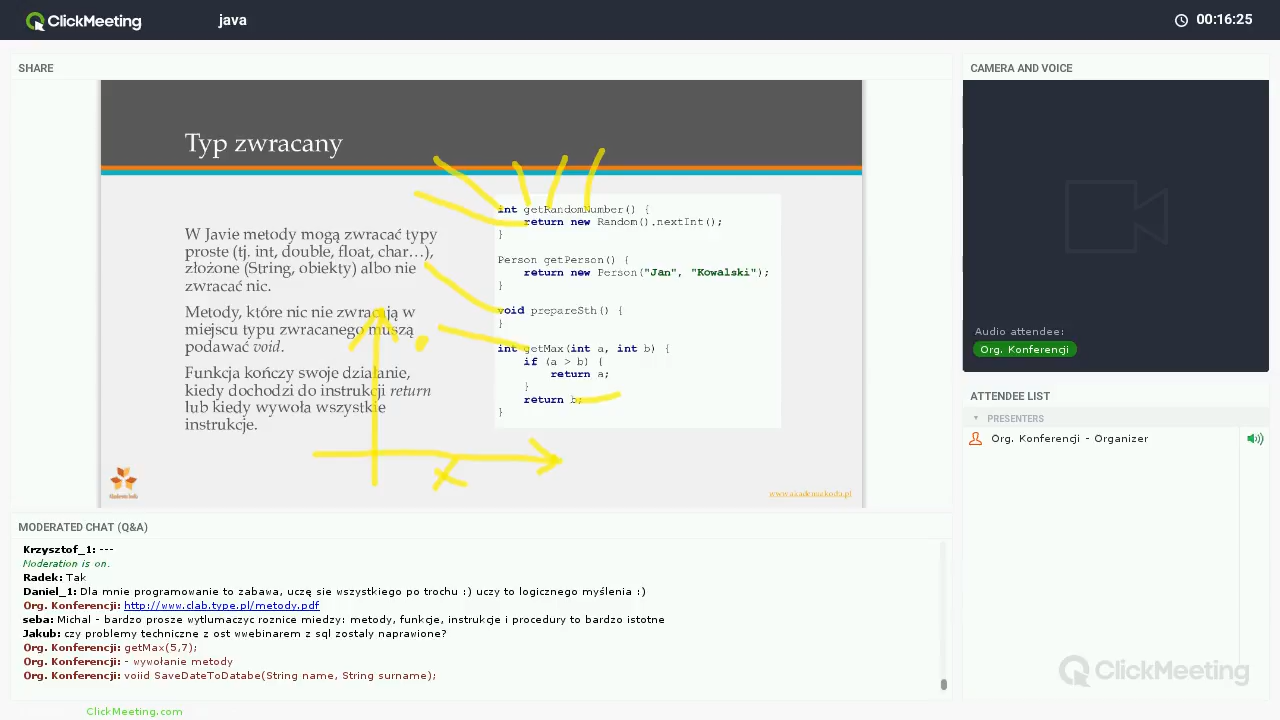 ClickMeeting
java
00:16:25
SHARE
Typ zwracany
W Javie metody mogą zwracać typy
proste (tj. int, double, float, char…),
złożone (String, obiekty) albo nie
zwracać nic.
Metody, które nic nie zwracają w
miejscu typu zwracanego muszą
podawać void.
Funkcja kończy swoje działanie,
kiedy dochodzi do instrukcji return
lub kiedy wywoła wszystkie
instrukcje.
int getRandomNumber() {
return new Random().nextInt();
}
Person getPerson() {
return new Person("Jan", "Kowalski");
}
void prepareSth() {
}
int getMax(int a, int b) {
if (a > b) {
return a;
}
return b;
}
Akademia kodu
www.akademiakodu.pl
CAMERA AND VOICE
Audio attendee:
Org. Konferencji
ATTENDEE LIST
PRESENTERS
Org. Konferencji - Organizer
MODERATED CHAT (Q&A)
Krzysztof_1: ---
Moderation is on.
Radek: Tak
Daniel_1: Dla mnie programowanie to zabawa, uczę sie wszystkiego po trochu :) uczy to logicznego myślenia :)
Org. Konferencji: http://www.clab.type.pl/metody.pdf
seba: Michal - bardzo prosze wytlumaczyc roznice miedzy: metody, funkcje, instrukcje i procedury to bardzo istotne
Jakub: czy problemy techniczne z ost wwebinarem z sql zostaly naprawione?
Org. Konferencji: getMax(5,7);
Org. Konferencji: - wywołanie metody
Org. Konferencji: voiid SaveDateToDatabe(String name, String surname);
ClickMeeting
ClickMeeting.com